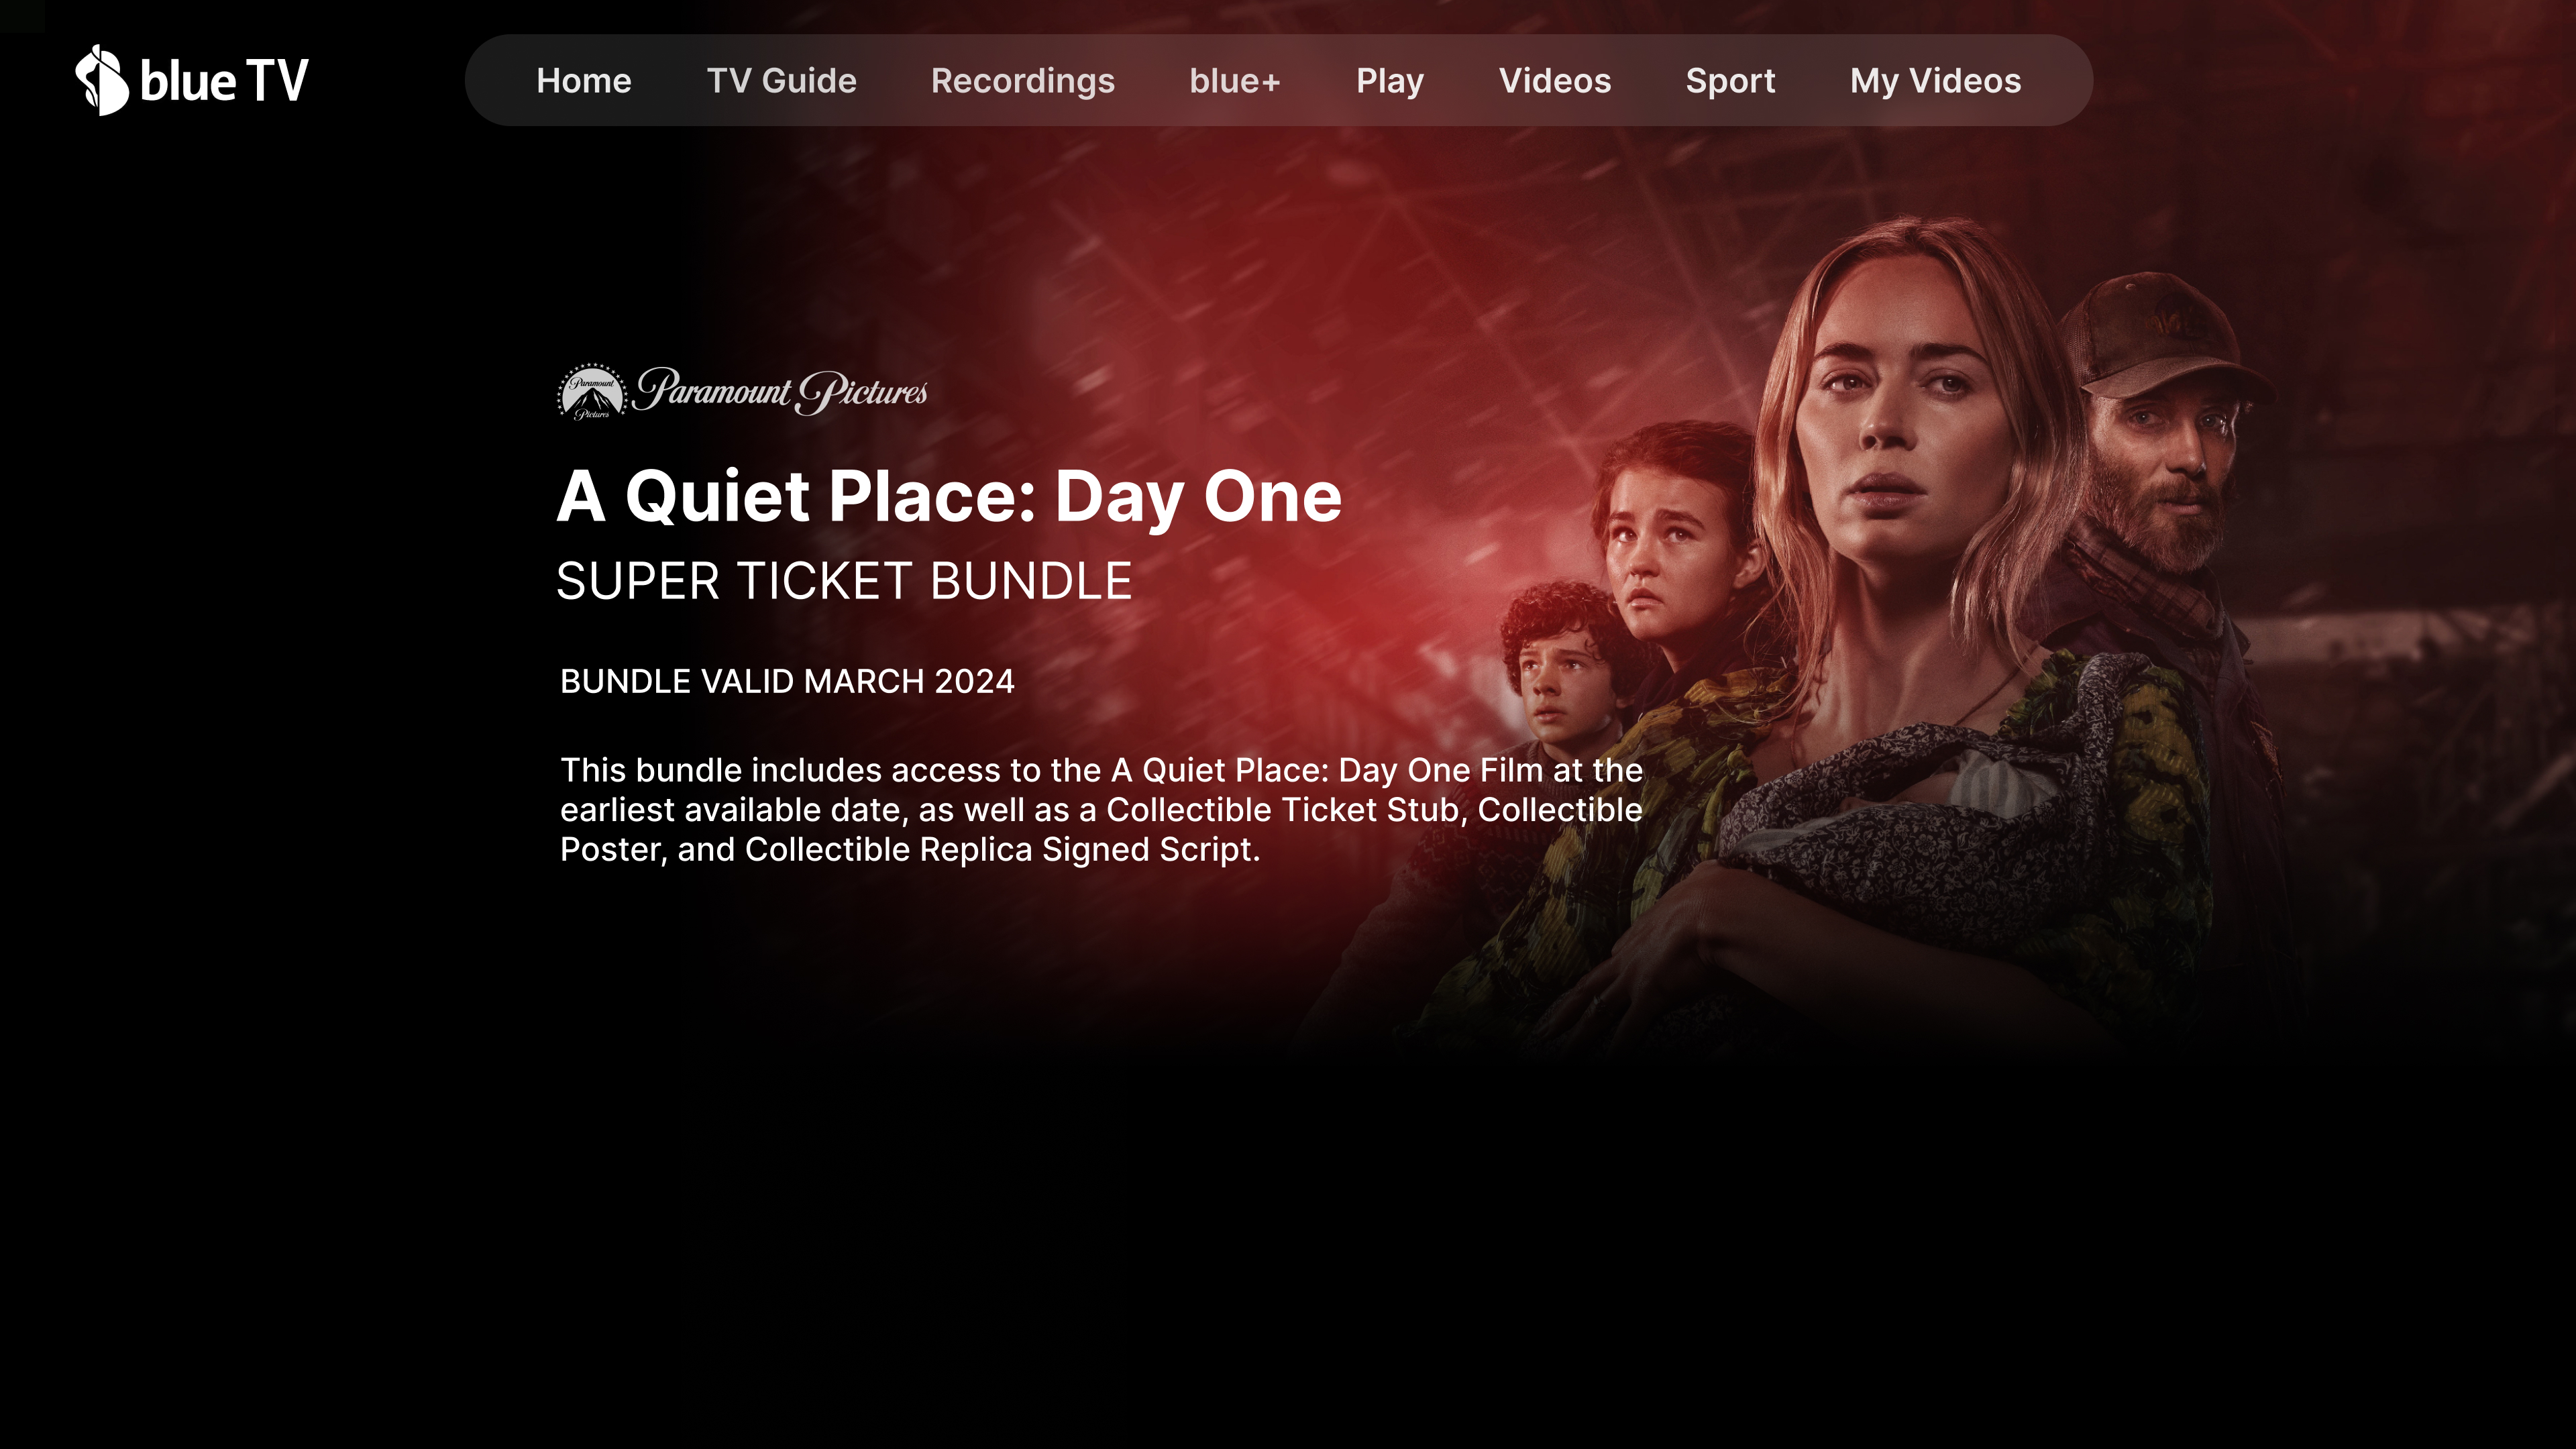 blue TV
Home TV Guide Recordings blue+ Play Videos Sport My Videos
Paramount Pictures Paramount Pictures
A Quiet Place: Day One
SUPER TICKET BUNDLE
BUNDLE VALID MARCH 2024
This bundle includes access to the A Quiet Place: Day One Film at the
earliest available date, as well as a Collectible Ticket Stub, Collectible
Poster, and Collectible Replica Signed Script.